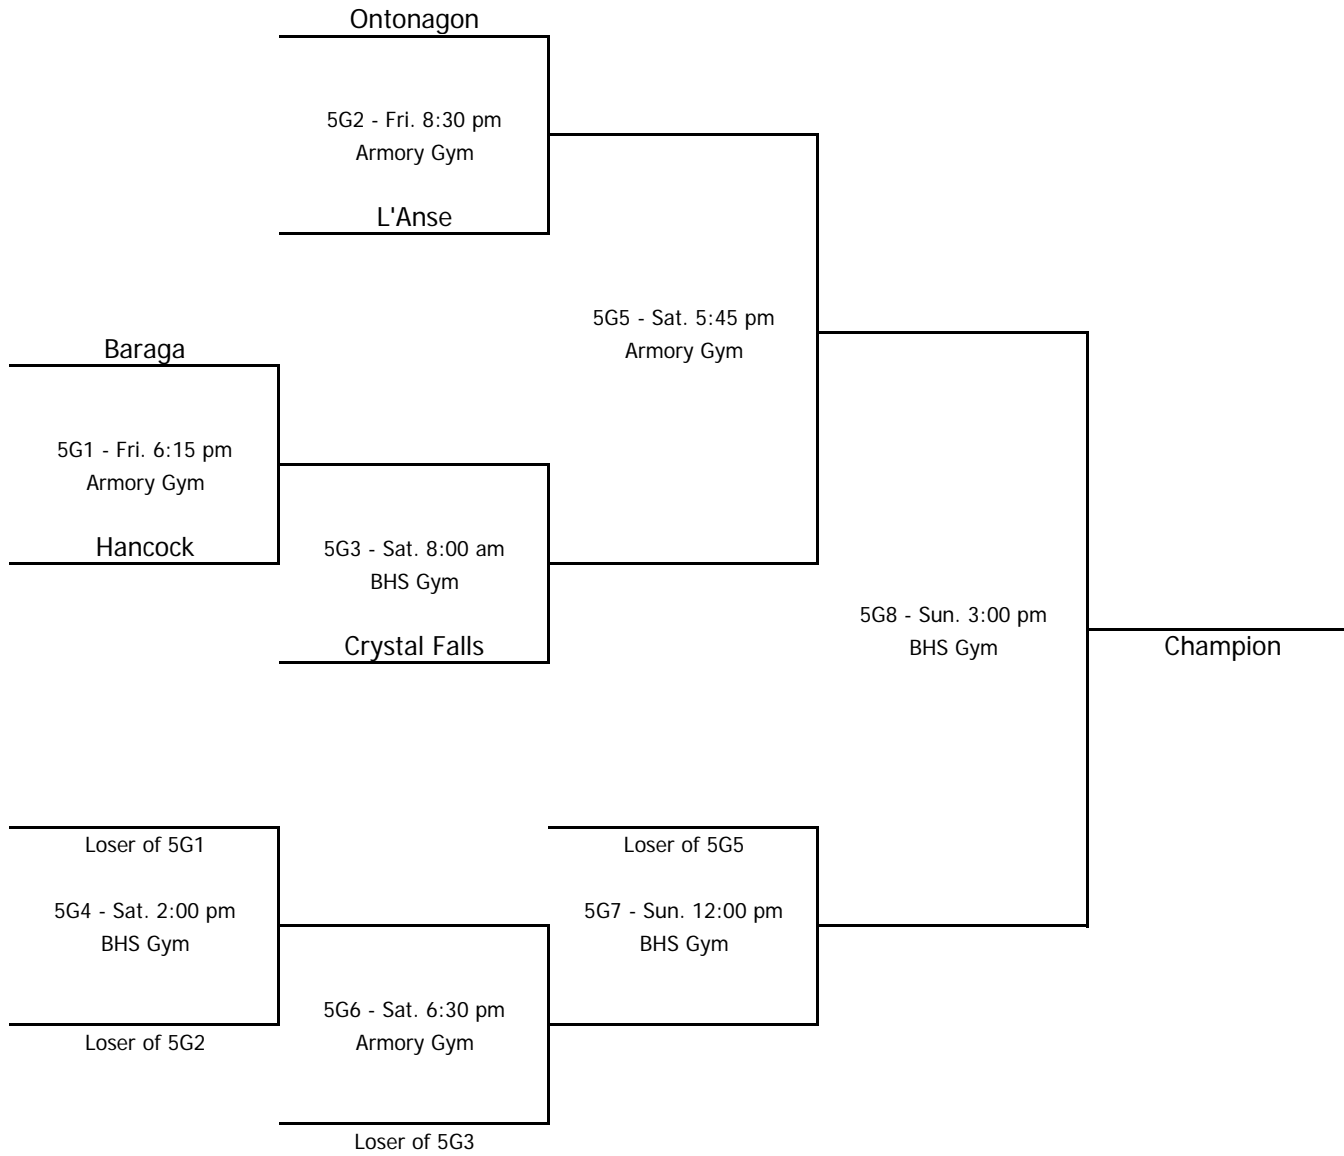 Ontonagon
5G2 - Fri. 8:30 pm
Armory Gym
L'Anse
5G5 - Sat. 5:45 pm
Armory Gym
Baraga
5G1 - Fri. 6:15 pm
Armory Gym
Hancock
5G3 - Sat. 8:00 am
BHS Gym
Crystal Falls
5G8 - Sun. 3:00 pm
BHS Gym
Champion
Loser of 5G1
5G4 - Sat. 2:00 pm
BHS Gym
Loser of 5G2
Loser of 5G5
5G7 - Sun. 12:00 pm
BHS Gym
5G6 - Sat. 6:30 pm
Armory Gym
Loser of 5G3